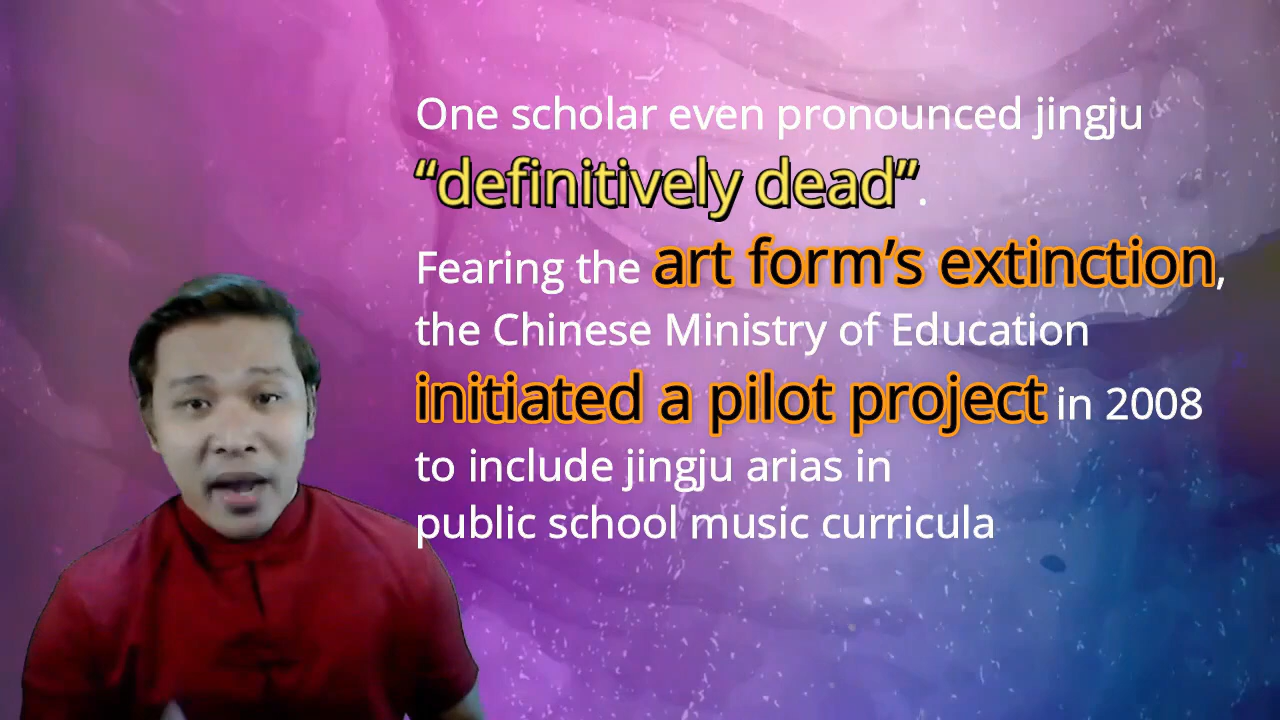 One scholar even pronounced jingju
“definitively dead”.
Fearing the art form’s extinction,
the Chinese Ministry of Education
initiated a pilot project in 2008
to include jingju arias in
public school music curricula